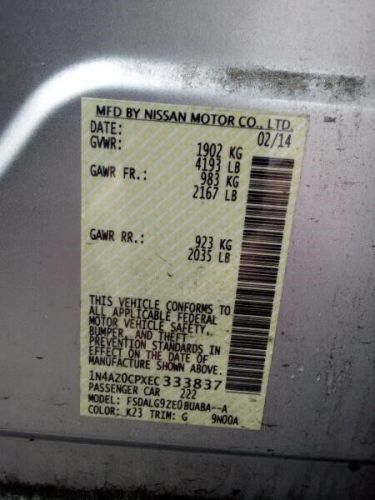 MFD BY NISSAN MOTOR CO., LTD.
DATE: 02/14
GVWR: 1902 KG
4193 LB
GAWR FR.: 983 KG
2167 LB
GAWR RR.: 923 KG
2035 LB
THIS VEHICLE CONFORMS TO
ALL APPLICABLE FEDERAL
MOTOR VEHICLE SAFETY,
BUMPER, AND THEFT PREVENTION
STANDARDS IN EFFECT ON THE
DATE OF MANUFACTURE SHOWN
ABOVE.
1N4AZ0CPXEC333837
PASSENGER CAR 222
MODEL: FSDALG9ZE0BUABA--A
COLOR: K23 TRIM: G 9N00A